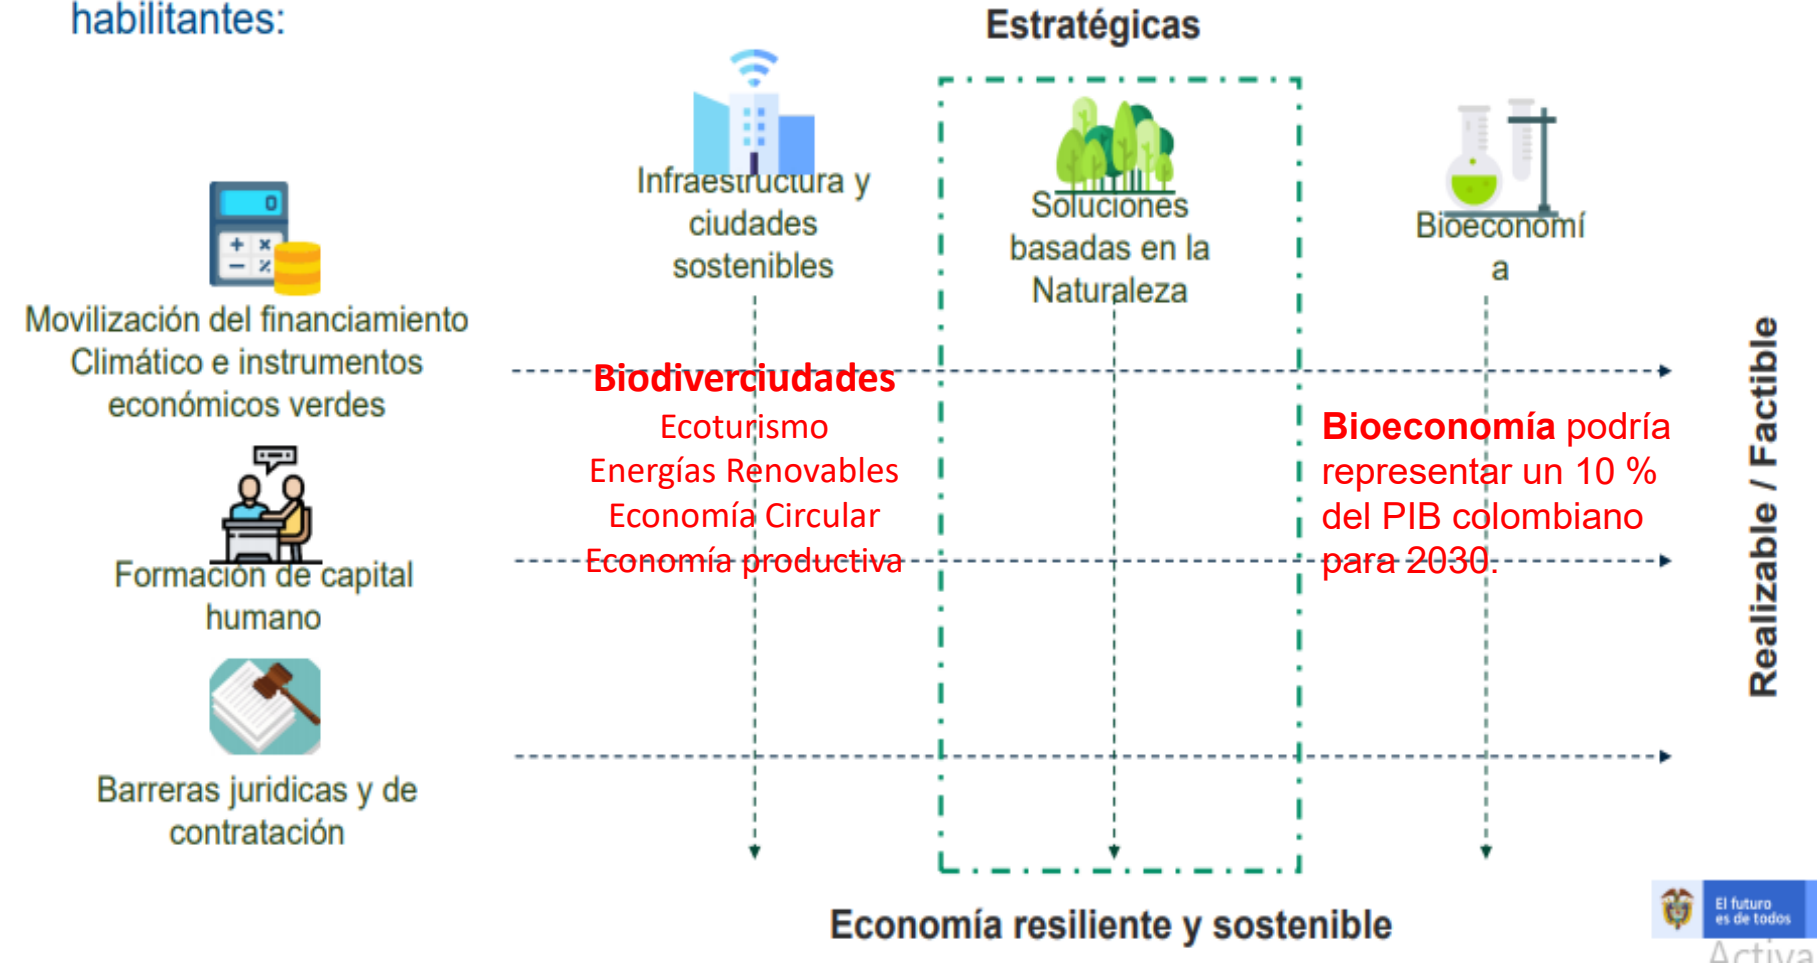 habilitantes:
Estratégicas
Infraestructura y
ciudades
sostenibles
Soluciones
basadas en la
Naturaleza
Bioeconomí
a
0
Movilización del financiamiento
Climático e instrumentos
económicos verdes
Formación de capital
humano
Barreras juridicas y de
contratación
Biodiverciudades
Ecoturismo
Energías Renovables
Economía Circular
Economía productiva
Bioeconomía podría
representar un 10 %
del PIB colombiano
para 2030.
Realizable / Factible
Economía resiliente y sostenible
El futuro
es de todos
Activa